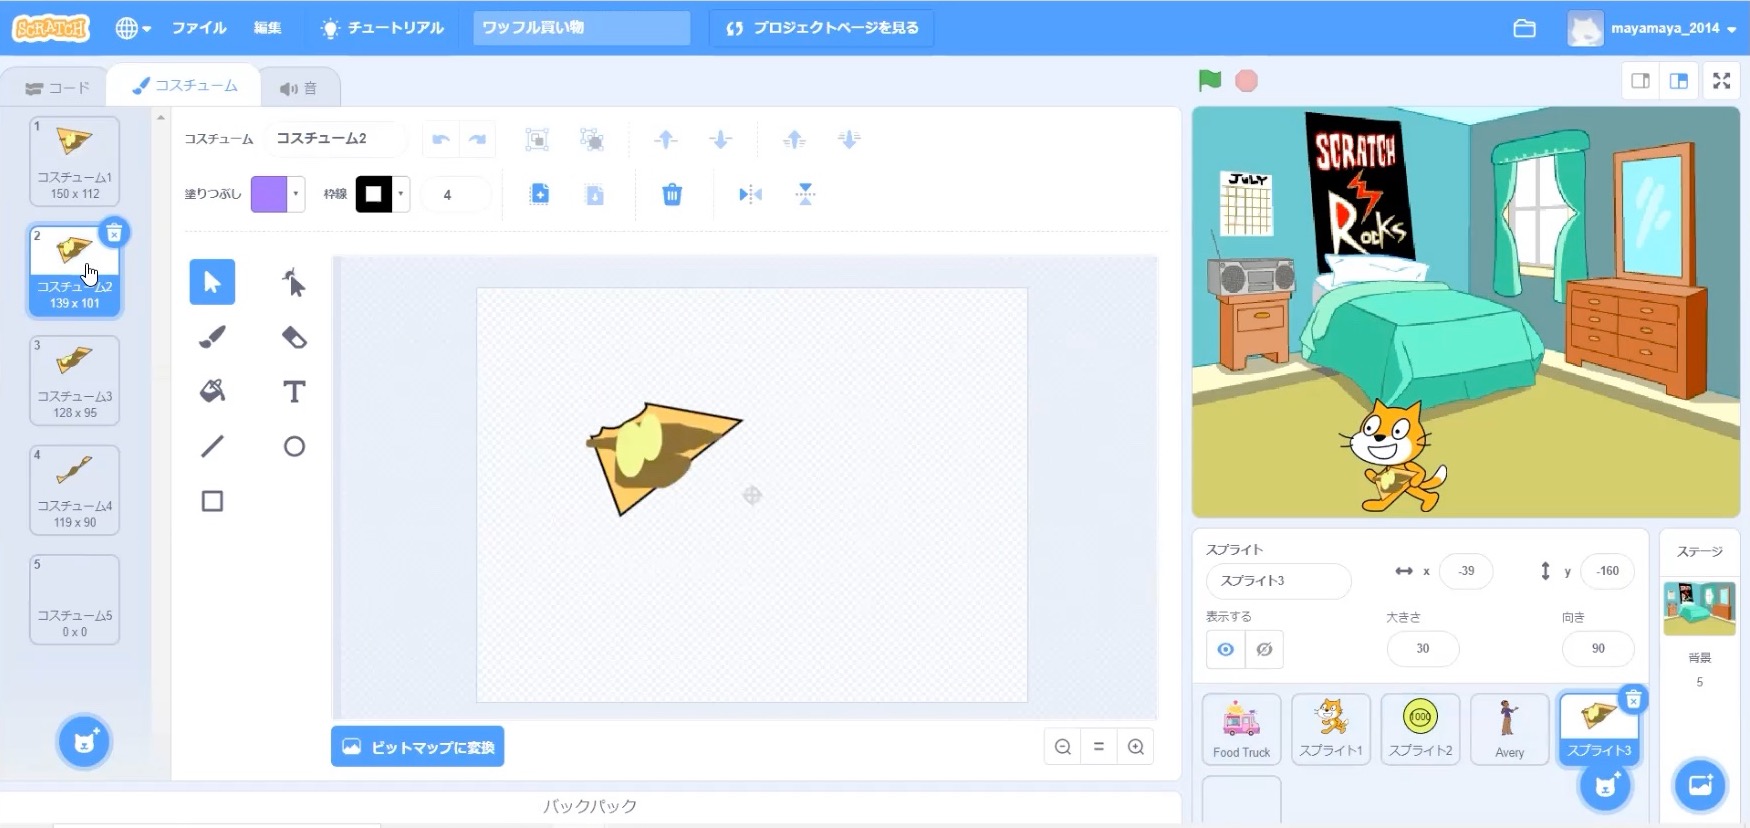 SCRATCH
ファイル
編集
チュートリアル
ワッフル買い物
プロジェクトページを見る
mayamaya_2014
コード
コスチューム
音
1
コスチューム1
150 x 112
2
コスチューム2
139 x 101
3
コスチューム3
128 x 95
4
コスチューム4
119 x 90
5
コスチューム5
0 x 0
コスチューム
コスチューム2
塗りつぶし
枠線
4
T
ビットマップに変換
バックパック
JULY
SCRATCH
Rocks
スプライト
スプライト3
x
-39
y
-160
表示する
大きさ
30
向き
90
Food Truck
スプライト1
1000
スプライト2
Avery
スプライト3
ステージ
背景
5